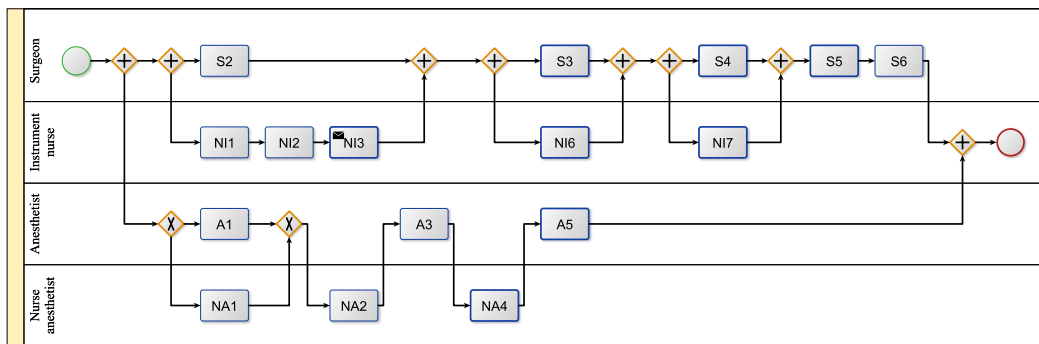 Surgeon
S2
S3
S4
S5
S6
Instrument
nurse
NI1
NI2
NI3
NI6
NI7
Anesthetist
A1
A3
A5
Nurse
anesthetist
NA1
NA2
NA4